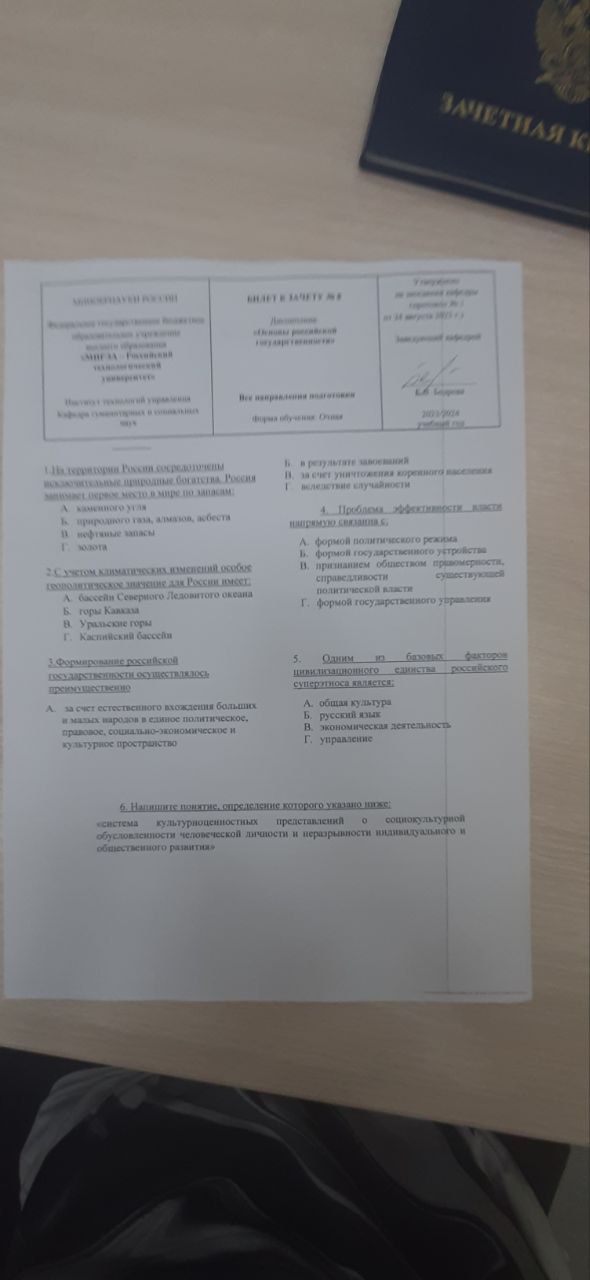 ЗАЧЕТНАЯ К
МИНОБРНАУКИ РОССИИ
Федеральное государственное бюджетное
образовательное учреждение
высшего образования
«МИРЭА – Российский
технологический
университет»
Институт технологий управления
Кафедра гуманитарных и социальных
наук
БИЛЕТ К ЗАЧЕТУ № 8
Дисциплина
«Основы российской
государственности»
Все направления подготовки
Форма обучения: Очная
Утверждено
на заседании кафедры
протокол № 1
Заведующий кафедрой
2023/2024
учебный год
1.На территории России сосредоточены
исключительные природные богатства. Россия
занимает первое место в мире по запасам:
А. каменного угля
Б. природного газа, алмазов, асбеста
В. нефтяные запасы
Г. золота
2.С учетом климатических изменений особое
геополитическое значение для России имеет:
А. бассейн Северного Ледовитого океана
Б. горы Кавказа
В. Уральские горы
Г. Каспийский бассейн
3.Формирование российской
государственности осуществлялось
преимущественно
А. за счет естественного вхождения больших
и малых народов в единое политическое,
правовое, социально-экономическое и
культурное пространство
Б. в результате завоеваний
В. за счет уничтожения коренного населения
Г. вследствие случайности
4. Проблема эффективности власти
напрямую связанна с:
А. формой политического режима
Б. формой государственного устройства
В. признанием обществом правомерности,
справедливости существующей
политической власти
Г. формой государственного управления
5. Одним из базовых факторов
цивилизационного единства российского
суперэтноса является:
А. общая культура
Б. русский язык
В. экономическая деятельность
Г. управление
6. Напишите понятие, определение которого указано ниже:
«система культурноценностных представлений о социокультурной
обусловленности человеческой личности и неразрывности индивидуального и
общественного развития»